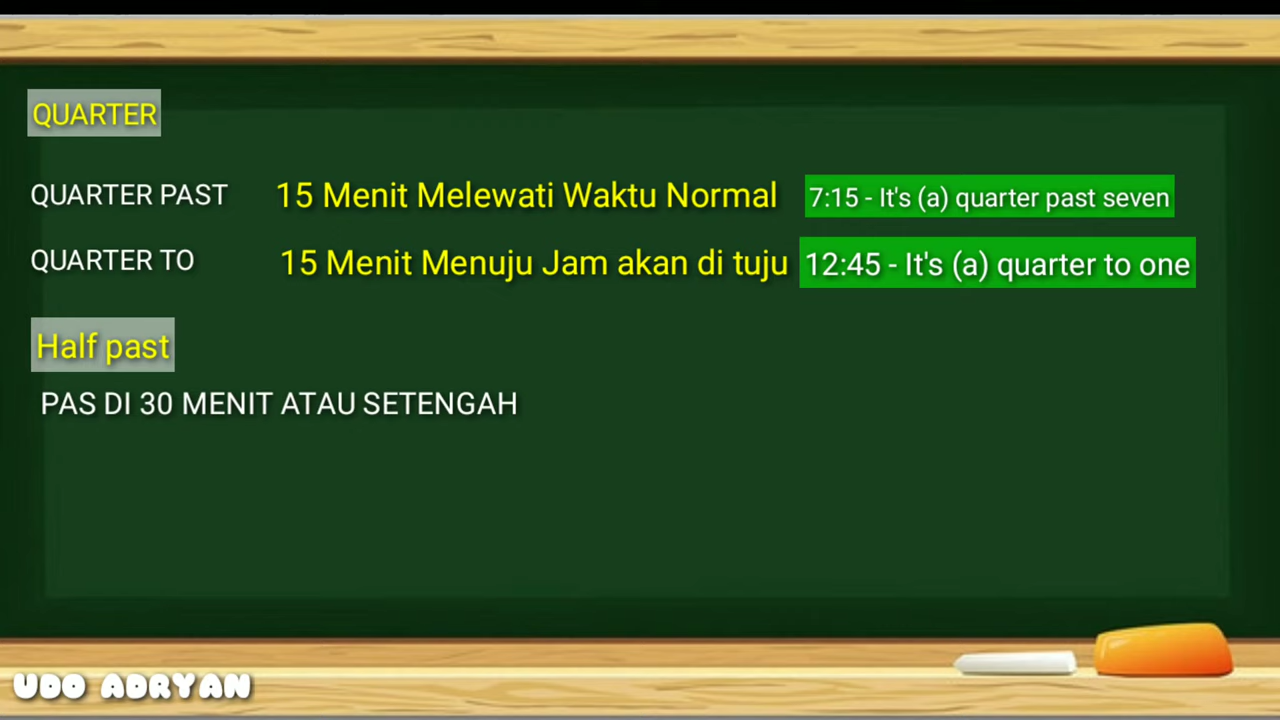 QUARTER
QUARTER PAST 15 Menit Melewati Waktu Normal 7:15 - It's (a) quarter past seven
QUARTER TO 15 Menit Menuju Jam akan di tuju 12:45 - It's (a) quarter to one
Half past
PAS DI 30 MENIT ATAU SETENGAH
UDO ADRYAN